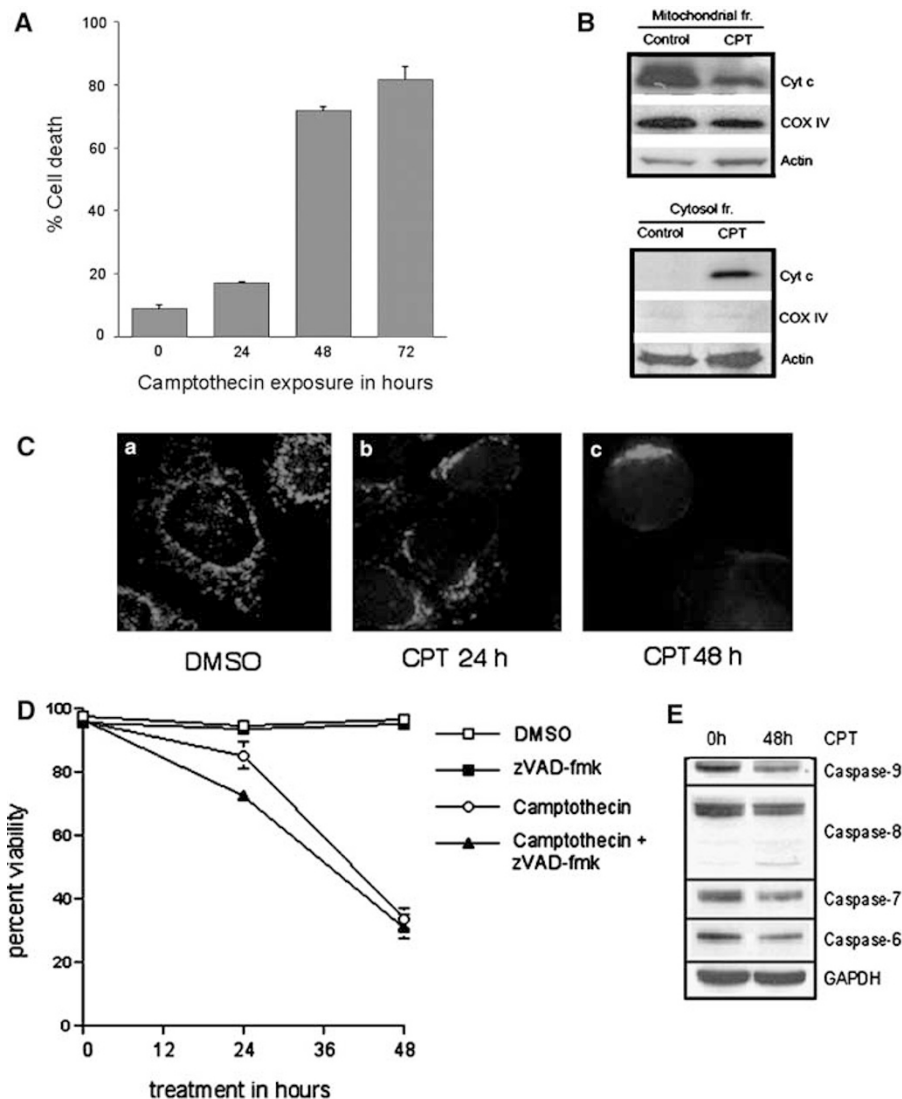 A
100
80
60
40
20
0
% Cell death
0 24 48 72
Camptothecin exposure in hours
B
Mitochondrial fr.
Control CPT
Cyt c
COX IV
Actin
Cytosol fr.
Control CPT
Cyt c
COX IV
Actin
C
a
b
c
DMSO
CPT 24 h
CPT48 h
D
100
80
60
40
20
0
percent viability
0 12 24 36 48
treatment in hours
DMSO
zVAD-fmk
Camptothecin
Camptothecin +
zVAD-fmk
E
0h 48h CPT
Caspase-9
Caspase-8
Caspase-7
Caspase-6
GAPDH